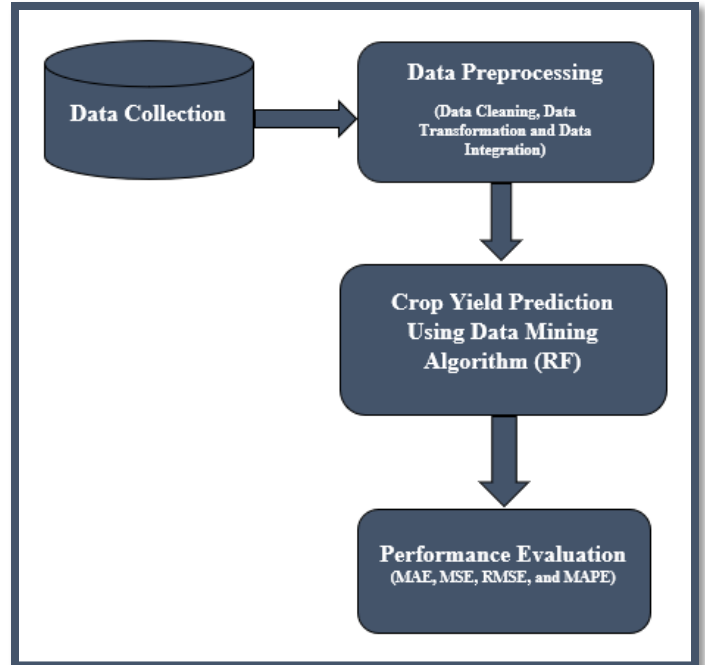 Data Collection
Data Preprocessing
(Data Cleaning, Data
Transformation and Data
Integration)
Crop Yield Prediction
Using Data Mining
Algorithm (RF)
Performance Evaluation
(MAE, MSE, RMSE, and MAPE)